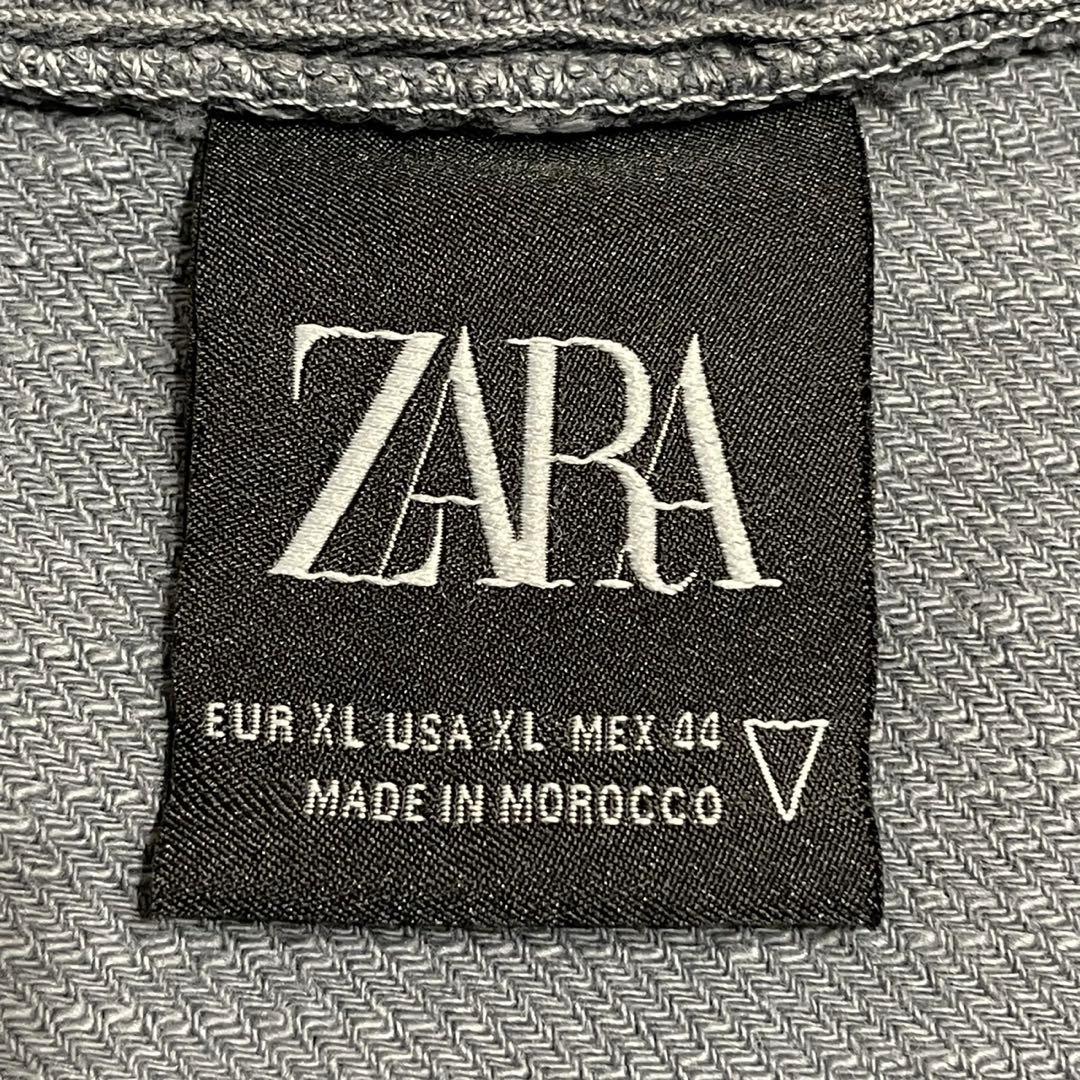 ZARA
EUR XL USA XL MEX 44
MADE IN MOROCCO